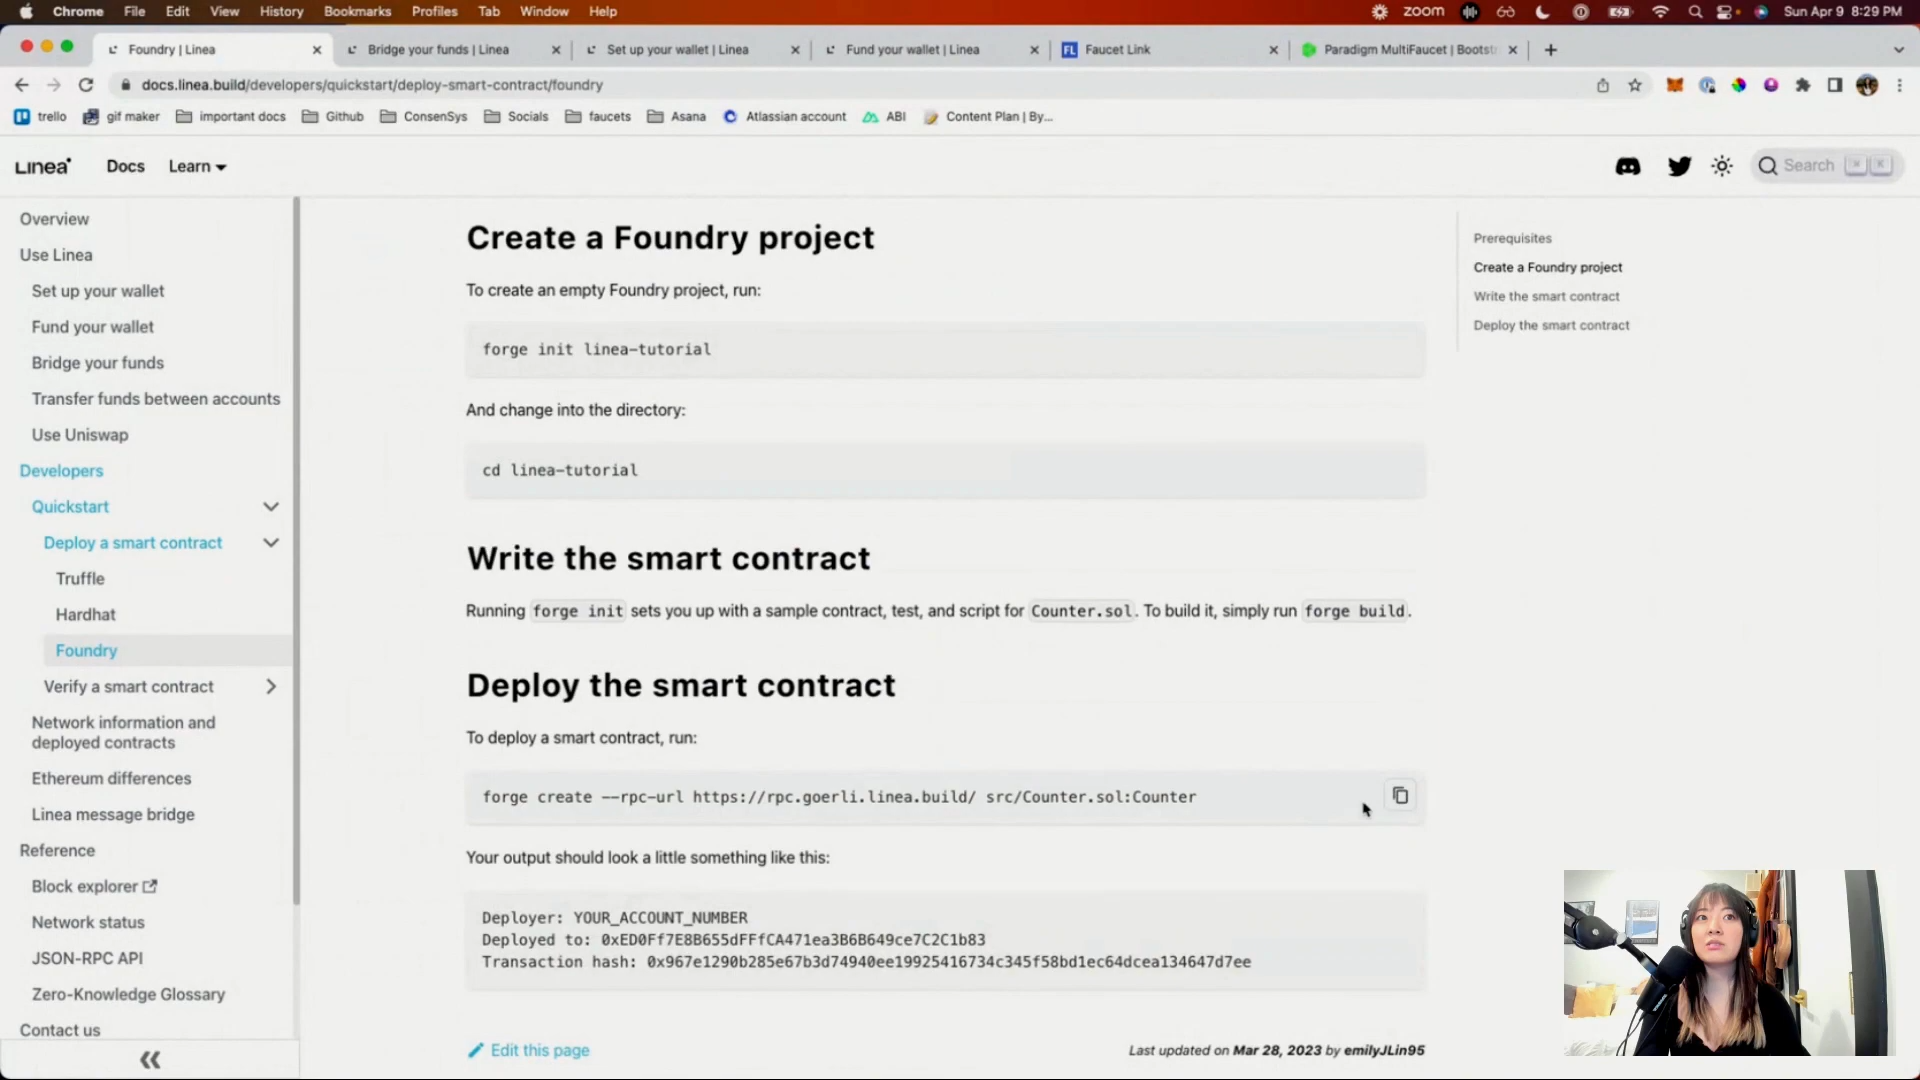 Chrome File Edit View History Bookmarks Profiles Tab Window Help zoom Sun Apr 9 8:29 PM
Foundry | Linea Bridge your funds | Linea Set up your wallet | Linea Fund your wallet | Linea FL Faucet Link Paradigm MultiFaucet | Bootstr
docs.linea.build/developers/quickstart/deploy-smart-contract/foundry
trello gif maker important docs Github ConsenSys Socials faucets Asana Atlassian account ABI Content Plan | By...
Linea Docs Learn Search K
Overview
Use Linea
Set up your wallet
Fund your wallet
Bridge your funds
Transfer funds between accounts
Use Uniswap
Developers
Quickstart
Deploy a smart contract
Truffle
Hardhat
Foundry
Verify a smart contract
Network information and
deployed contracts
Ethereum differences
Linea message bridge
Reference
Block explorer
Network status
JSON-RPC API
Zero-Knowledge Glossary
Contact us
Create a Foundry project
To create an empty Foundry project, run:
forge init linea-tutorial
And change into the directory:
cd linea-tutorial
Write the smart contract
Running forge init sets you up with a sample contract, test, and script for Counter.sol. To build it, simply run forge build.
Deploy the smart contract
To deploy a smart contract, run:
forge create --rpc-url https://rpc.goerli.linea.build/ src/Counter.sol:Counter
Your output should look a little something like this:
Deployer: YOUR_ACCOUNT_NUMBER
Deployed to: 0xED0Ff7E8B655dFFfCA471ea3B6B649ce7C2C1b83
Transaction hash: 0x967e1290b285e67b3d74940ee19925416734c345f58bd1ec64dcea134647d7ee
Edit this page
Last updated on Mar 28, 2023 by emilyJLin95
Prerequisites
Create a Foundry project
Write the smart contract
Deploy the smart contract